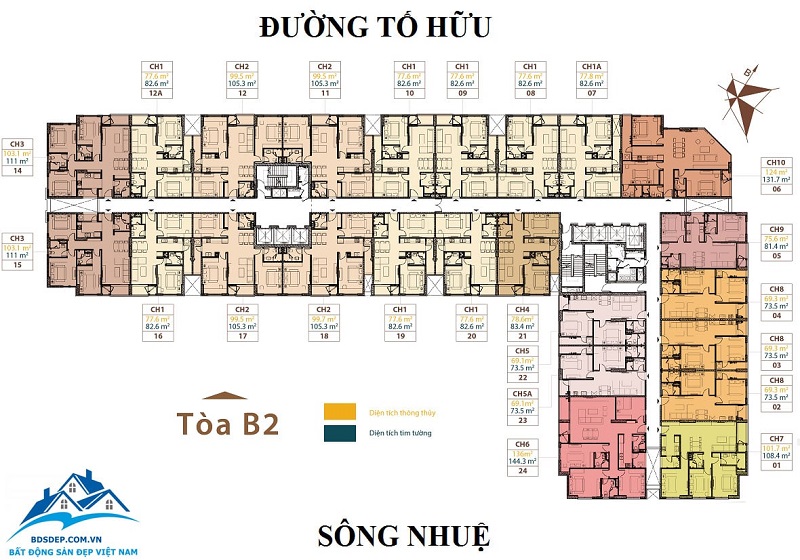 ĐƯỜNG TỐ HỮU
CH1
77.6 m²
82.6 m²
12A
CH2
99.5 m²
105.3 m²
12
CH2
99.5 m²
105.3 m²
11
CH1
77.6 m²
82.6 m²
10
CH1
77.6 m²
82.6 m²
09
CH1
77.6 m²
82.6 m²
08
CH1A
77.8 m²
82.6 m²
07
B
CH3
103.1 m²
111 m²
14
CH10
124 m²
131.7 m²
06
CH3
103.1 m²
111 m²
15
CH9
75.6 m²
81.4 m²
05
CH8
69.3 m²
73.5 m²
04
CH8
69.3 m²
73.5 m²
03
CH8
69.3 m²
73.5 m²
02
CH7
101.7 m²
108.4 m²
01
CH1
77.6 m²
82.6 m²
16
CH2
99.5 m²
105.3 m²
17
CH2
99.7 m²
105.3 m²
18
CH1
77.6 m²
82.6 m²
19
CH1
77.6 m²
82.6 m²
20
CH4
78.6m²
83.4 m²
21
CH5
69.1m²
73.5 m²
22
CH5A
69.1m²
73.5 m²
23
CH6
136m²
144.3 m²
24
Tòa B2
Diện tích thông thủy
Diện tích tim tường
BDSDEP.COM.VN
BẤT ĐỘNG SẢN ĐẸP VIỆT NAM
SÔNG NHUỆ